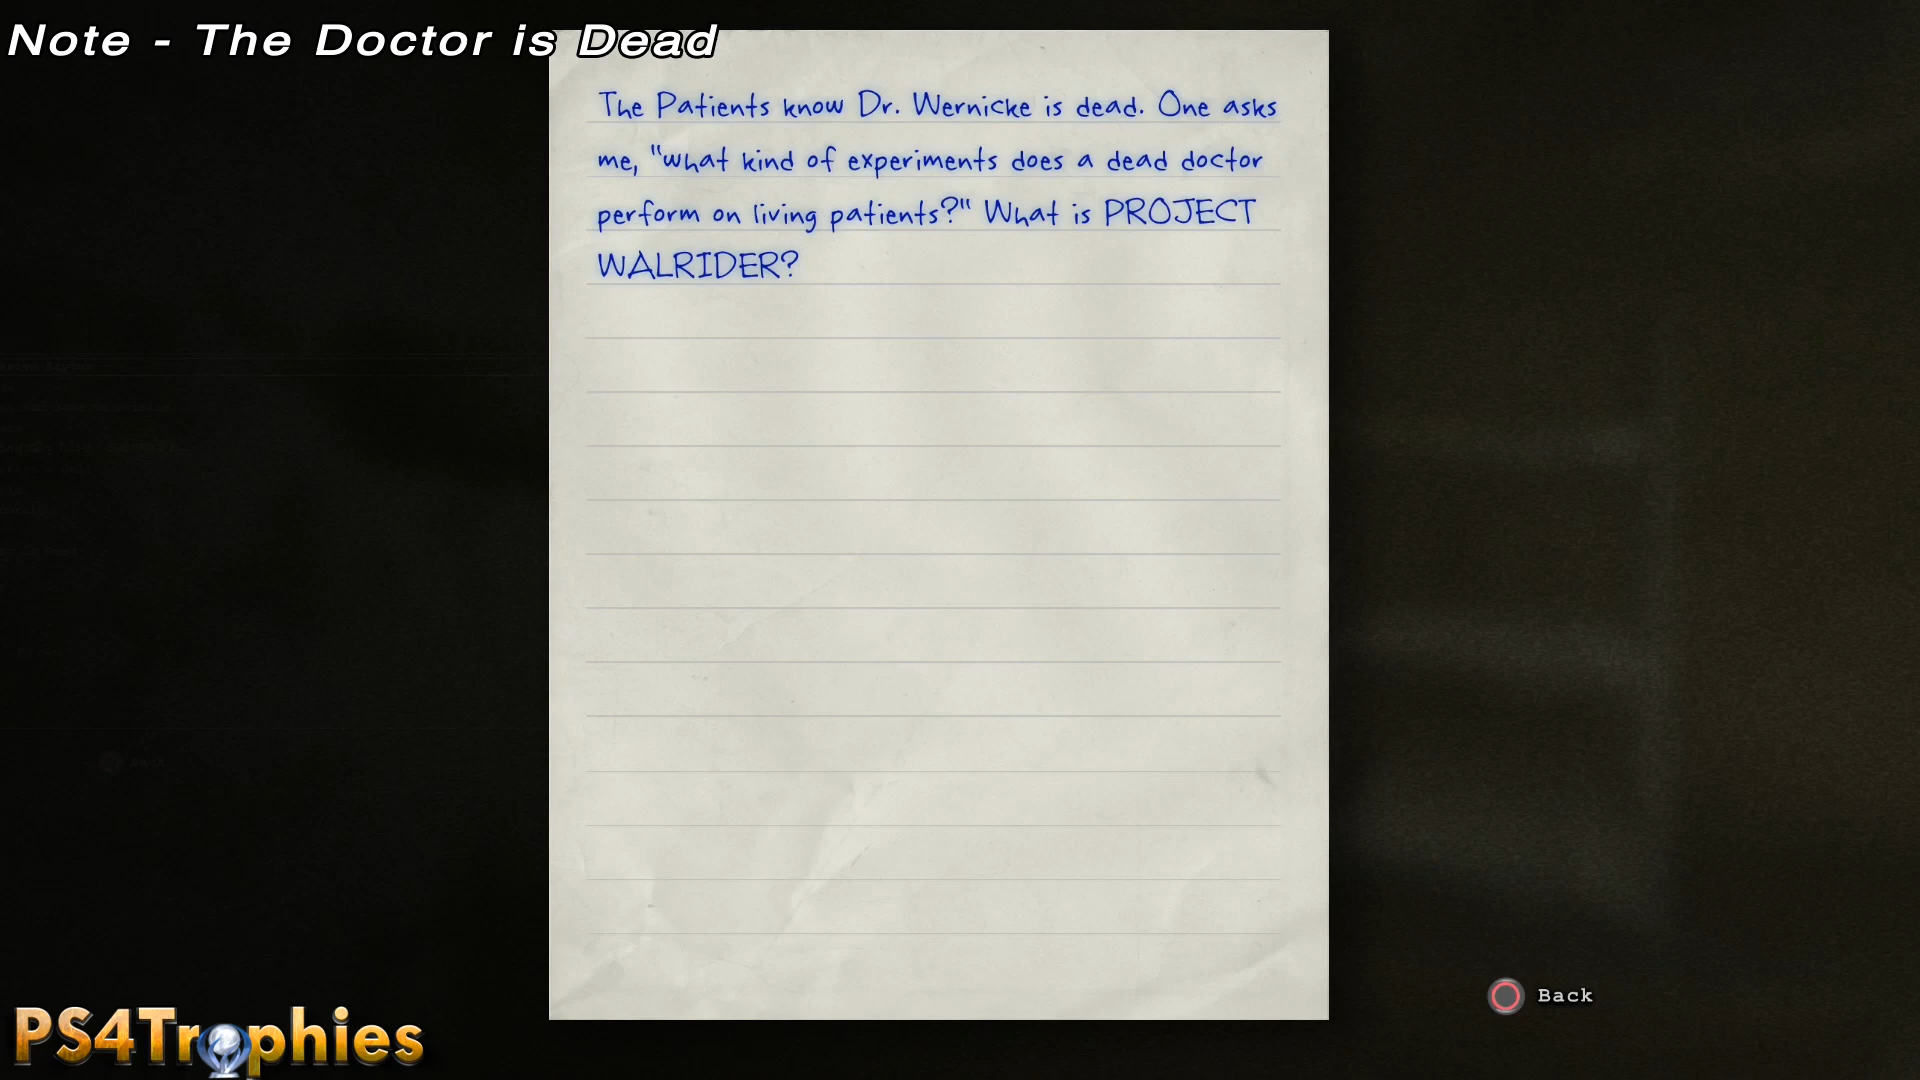 Note - The Doctor is Dead
The Patients know Dr. Wernicke is dead. One asks
me, "what kind of experiments does a dead doctor
perform on living patients?" What is PROJECT
WALRIDER?
Back
PS4Trophies